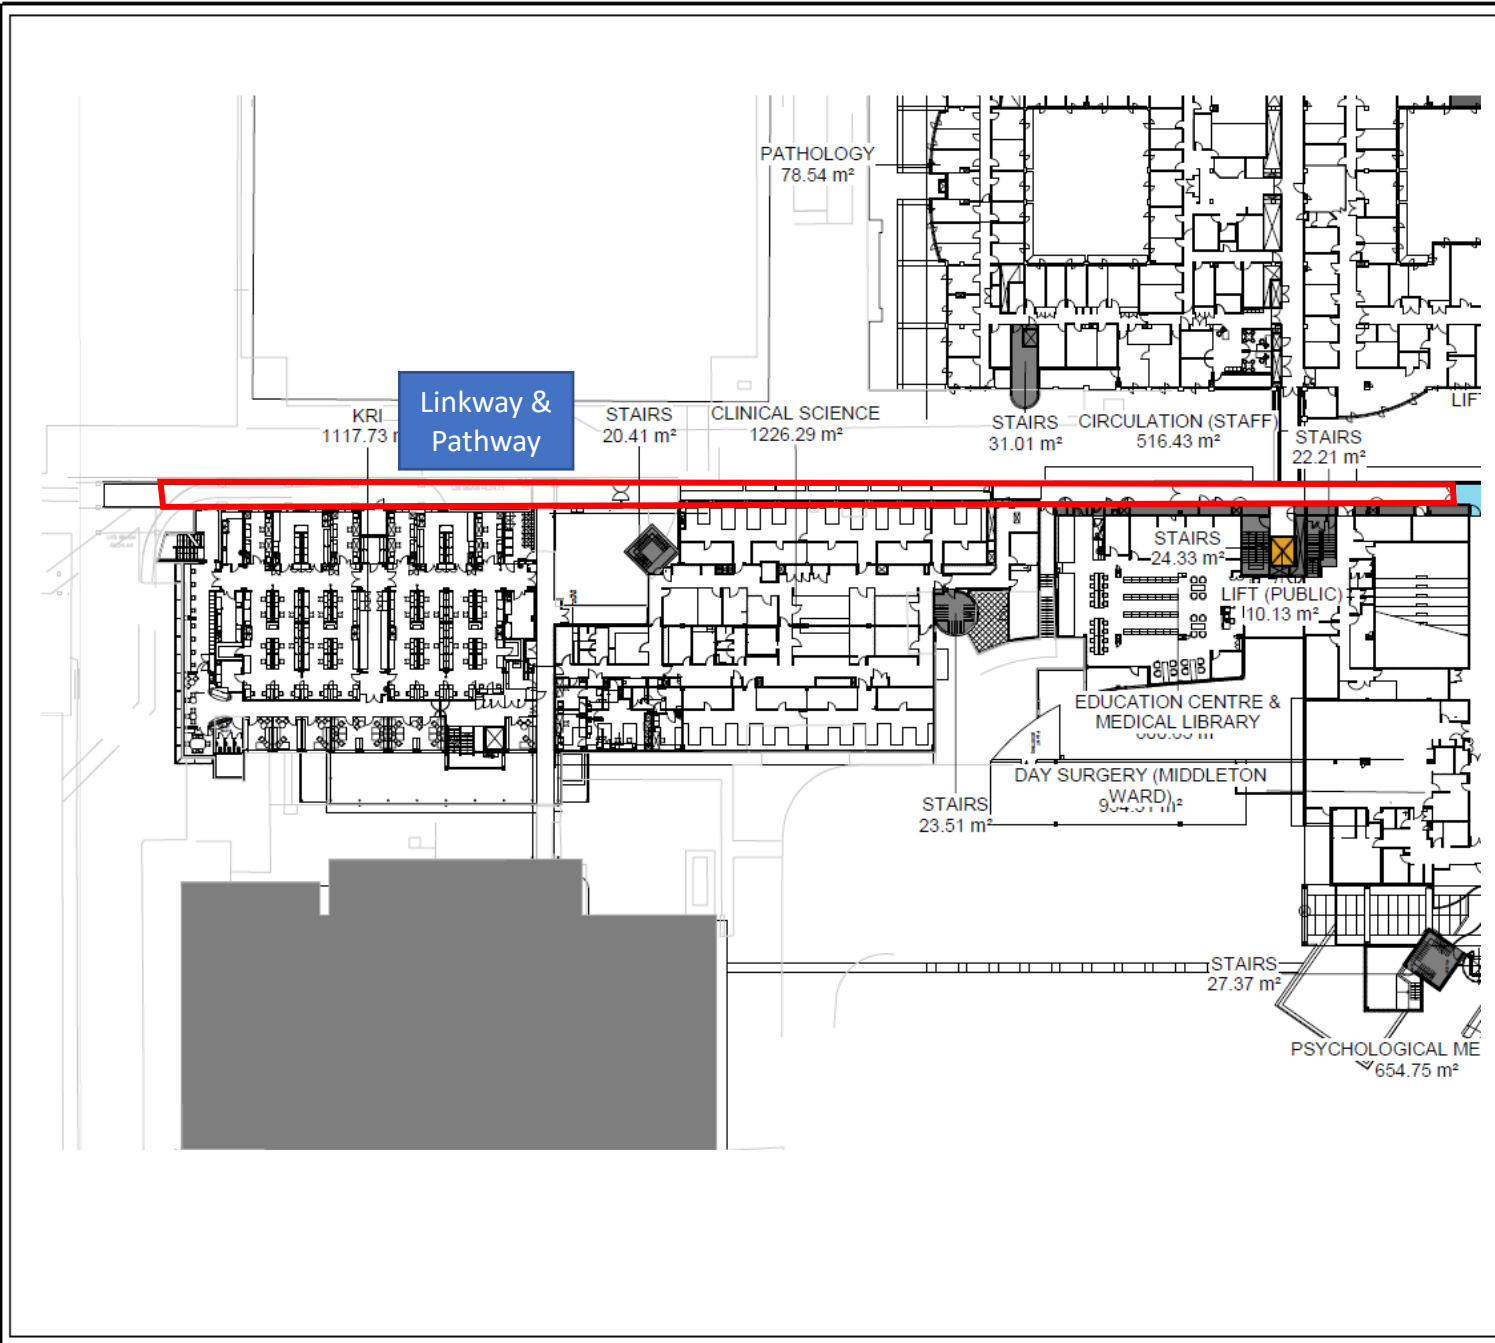 PATHOLOGY
78.54 m²
Linkway &
Pathway
KRI
1117.73
STAIRS
20.41 m²
CLINICAL SCIENCE
1226.29 m²
STAIRS
31.01 m²
CIRCULATION (STAFF)
516.43 m²
LIF
STAIRS
22.21 m²
STAIRS
24.33 m²
LIFT (PUBLIC)
10.13 m²
EDUCATION CENTRE &
MEDICAL LIBRARY
DAY SURGERY (MIDDLETON
WARD)
STAIRS
23.51 m²
STAIRS
27.37 m²
PSYCHOLOGICAL ME
654.75 m²